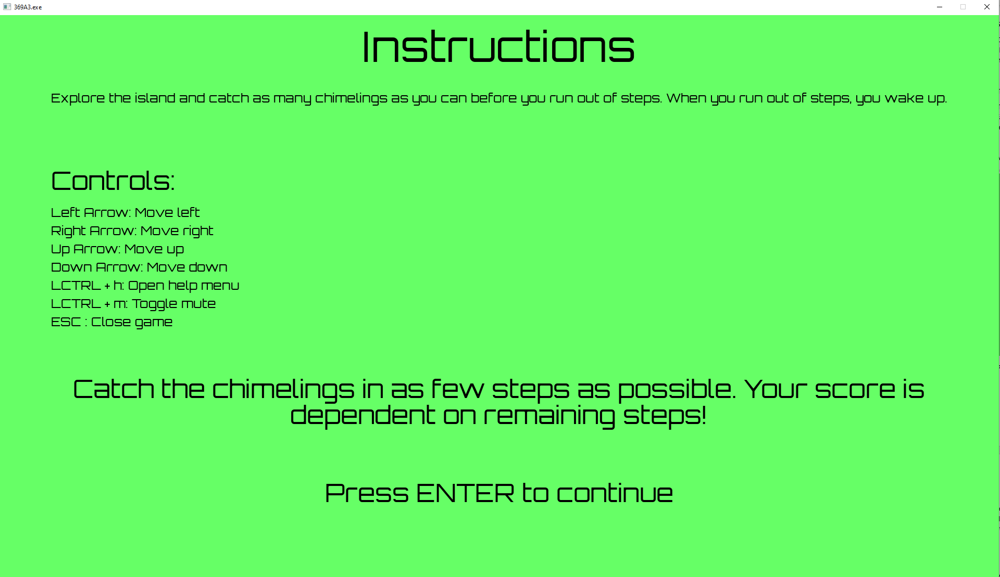 369A3.exe
Instructions
Explore the island and catch as many chimelings as you can before you run out of steps. When you run out of steps, you wake up.
Controls:
Left Arrow: Move left
Right Arrow: Move right
Up Arrow: Move up
Down Arrow: Move down
LCTRL + h: Open help menu
LCTRL + m: Toggle mute
ESC : Close game
Catch the chimelings in as few steps as possible. Your score is
dependent on remaining steps!
Press ENTER to continue